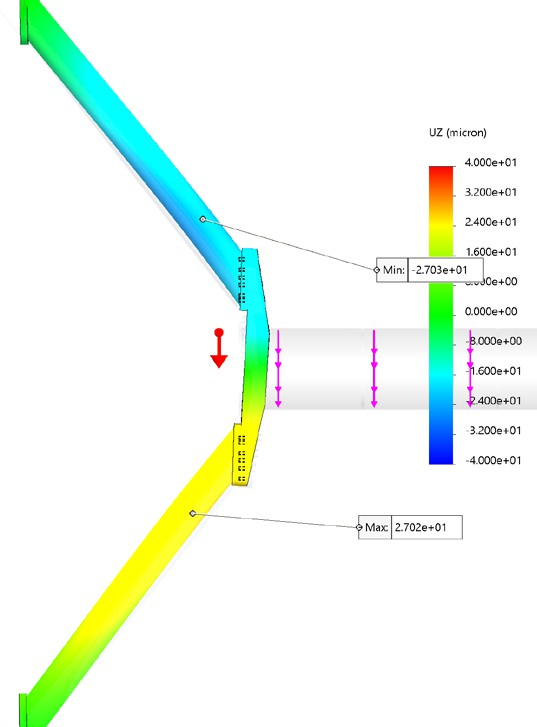 UZ (micron)
4.000e+01
3.200e+01
2.400e+01
1.600e+01
Min: -2.703e+01
0.000e+00
-8.000e+00
-1.600e+01
-2.400e+01
-3.200e+01
-4.000e+01
Max: 2.702e+01